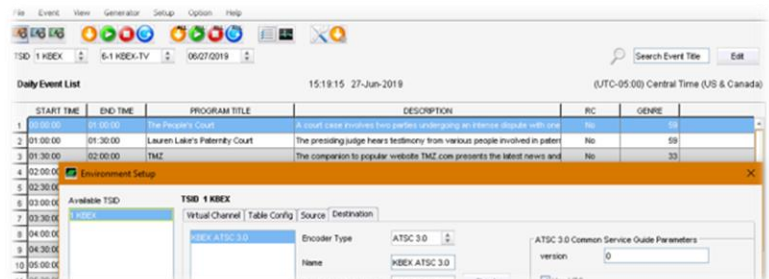 File Event View Generator Setup Option Help
TSID 1 KBEX 6-1 KBEX-TV 06/27/2019 Search Event Title Edit
Daily Event List 15:19:15 27-Jun-2019 (UTC-05:00) Central Time (US & Canada)
START TIME END TIME PROGRAM TITLE DESCRIPTION RC GENRE
1 00:00:00 01:00:00 The People's Court A court case involves two parties undergoing an intense dispute with one No 59
2 01:00:00 01:30:00 Lauren Lake's Paternity Court The presiding judge hears testimony from various people involved in patern No 59
3 01:30:00 02:00:00 TMZ The companion to popular website TMZ.com presents the latest news and No 33
4 02:00:00 Environment Setup
5 02:30:00
6 03:00:00 Available TSID TSID 1 KBEX
7 03:30:00 1 KBEX Virtual Channel Table Config Source Destination
8 04:00:00 KBEX ATSC 3.0 Encoder Type ATSC 3.0 ATSC 3.0 Common Service Guide Parameters
9 04:30:00 version 0
10 05:00:00 Name KBEX ATSC 3.0